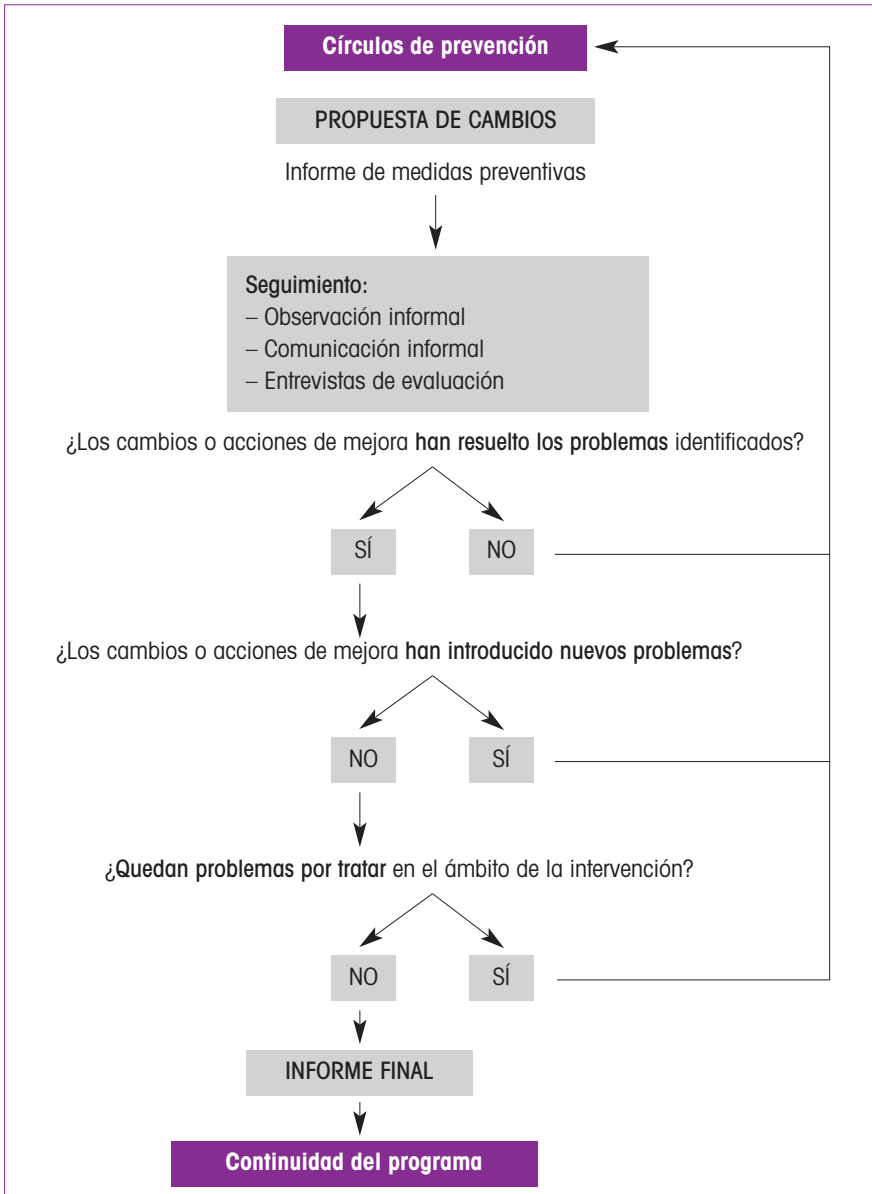 Círculos de prevención
PROPUESTA DE CAMBIOS
Informe de medidas preventivas
Seguimiento:
– Observación informal
– Comunicación informal
– Entrevistas de evaluación
¿Los cambios o acciones de mejora han resuelto los problemas identificados?
SÍ NO
¿Los cambios o acciones de mejora han introducido nuevos problemas?
NO SÍ
¿Quedan problemas por tratar en el ámbito de la intervención?
NO SÍ
INFORME FINAL
Continuidad del programa